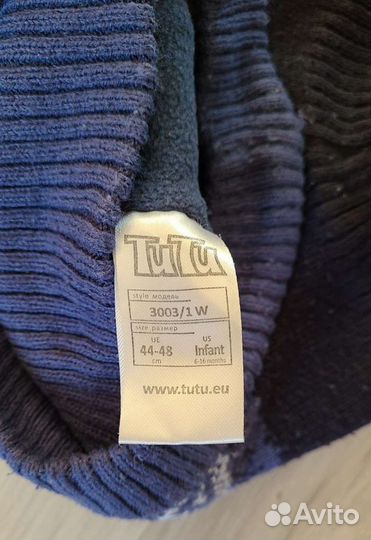 TuTu
style модель
3003/1 W
size размер
UE US
44-48 Infant
cm 6-16 months
www.tutu.eu
Avito